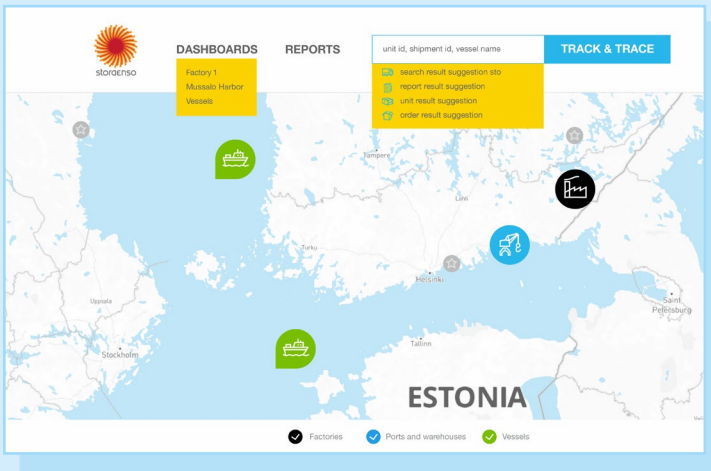 storaenso
DASHBOARDS
REPORTS
unit id, shipment id, vessel name
TRACK & TRACE
Factory 1
Mussalo Harbor
Vessels
search result suggestion sto
report result suggestion
unit result suggestion
order result suggestion
Tampere
Lahti
Turku
Helsinki
Uppsala
Saint
Petersburg
Stockholm
Tallinn
ESTONIA
Factories
Ports and warehouses
Vessels